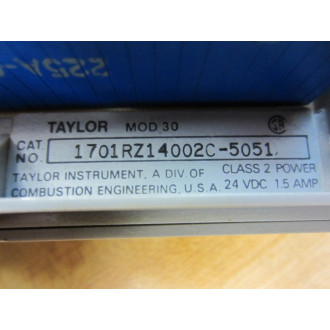 TAYLOR MOD 30
CAT. NO. 1701RZ14002C-5051
TAYLOR INSTRUMENT, A DIV OF CLASS 2 POWER
COMBUSTION ENGINEERING, U.S.A. 24 VDC 1.5 AMP